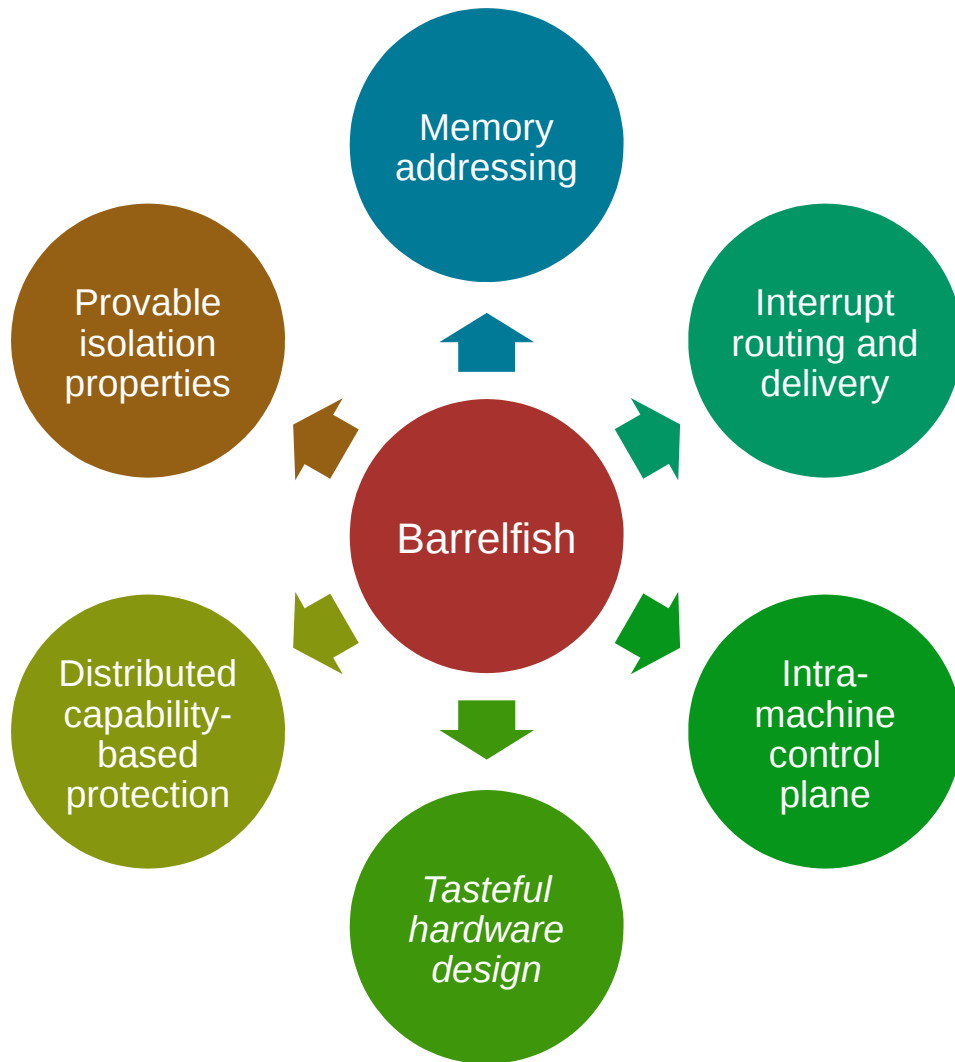 Memory
addressing
Provable
isolation
properties
Interrupt
routing and
delivery
Barrelfish
Distributed
capability-
based
protection
Intra-
machine
control
plane
Tasteful
hardware
design